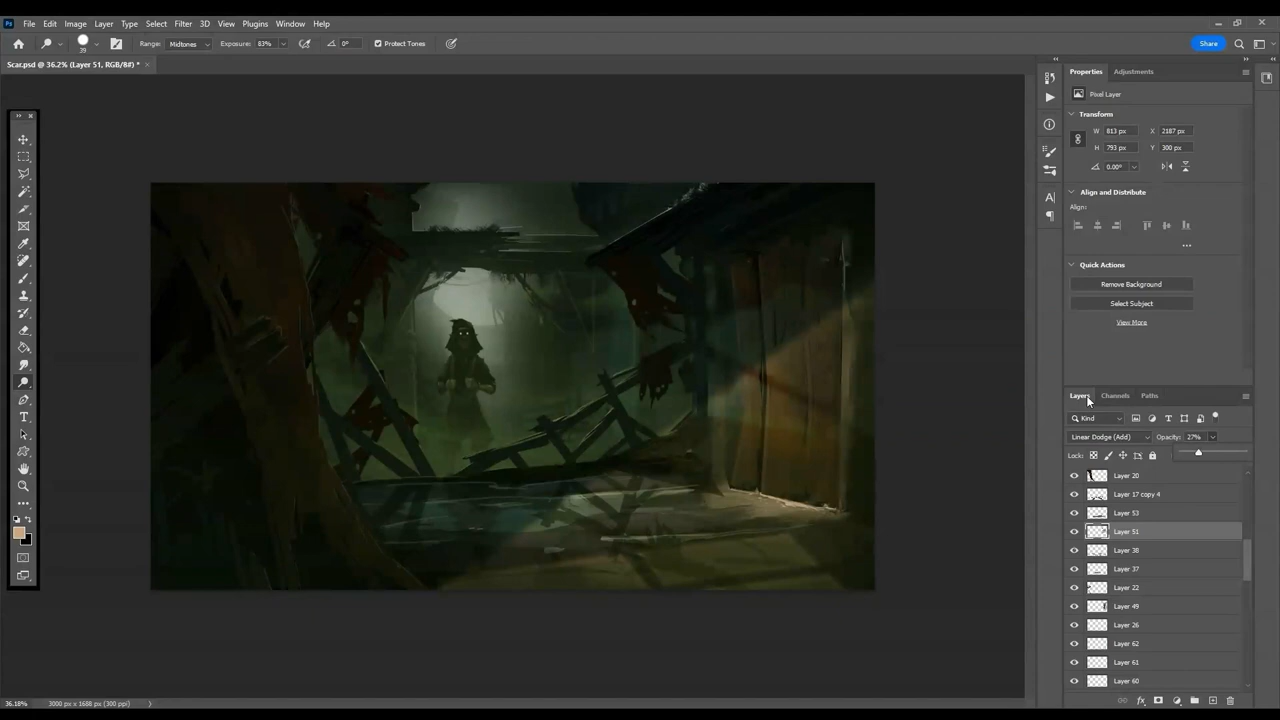 Ps File Edit Image Layer Type Select Filter 3D View Plugins Window Help
39 Range: Midtones Exposure: 83% 0° Protect Tones Share
Scar.psd @ 36.2% (Layer 51, RGB/8#) * ×
Properties Adjustments
Pixel Layer
Transform
W 813 px X 2187 px
H 793 px Y 300 px
0.00°
Align and Distribute
Align:
Quick Actions
Remove Background
Select Subject
View More
Layers Channels Paths
Kind
Linear Dodge (Add) Opacity: 27%
Lock:
Layer 20
Layer 17 copy 4
Layer 53
Layer 51
Layer 38
Layer 37
Layer 22
Layer 49
Layer 26
Layer 62
Layer 61
Layer 60
36.18% 3000 px x 1688 px (300 ppi)